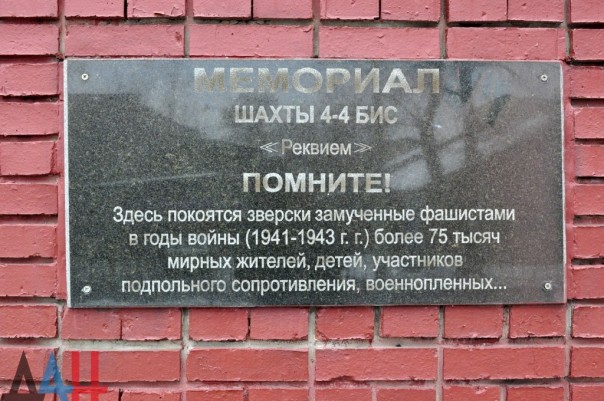 МЕМОРИАЛ
ШАХТЫ 4-4 БИС
≪Реквием≫
ПОМНИТЕ!
Здесь покоятся зверски замученные фашистами
в годы войны (1941-1943 г. г.) более 75 тысяч
мирных жителей, детей, участников
подпольного сопротивления, военнопленных...
ДАН